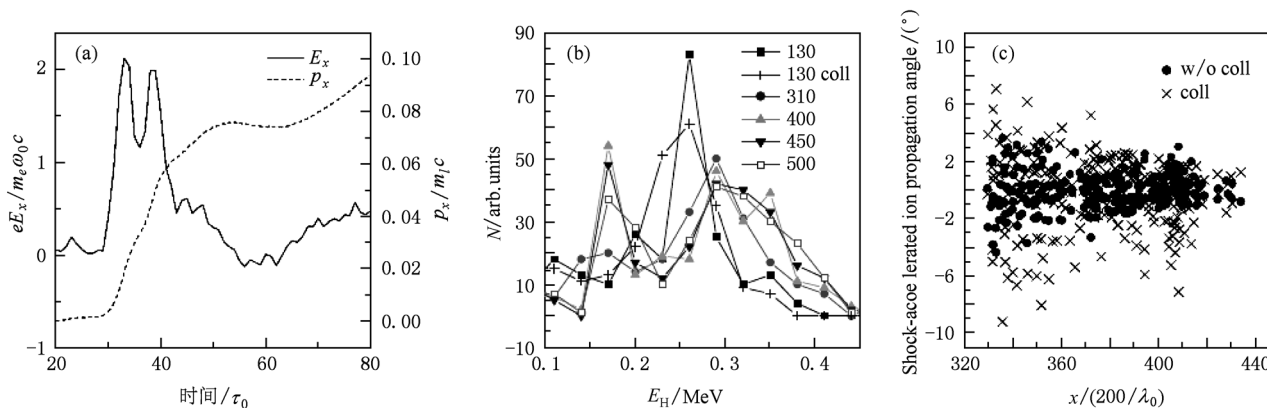 (a)
E_x
p_x
2
1
0
-1
eE_x/m_eω_0c
0.10
0.08
0.06
0.04
0.02
0.00
p_x/m_ic
20 40 60 80
时间/τ_0
(b)
130
130 coll
310
400
450
500
90
70
50
30
10
-10
N/arb.units
0.1 0.2 0.3 0.4
E_H/MeV
(c)
w/o coll
coll
10
6
2
-2
-6
-10
Shock-acoe lerated ion propagation angle/(°)
320 360 400 440
x/(200/λ_0)